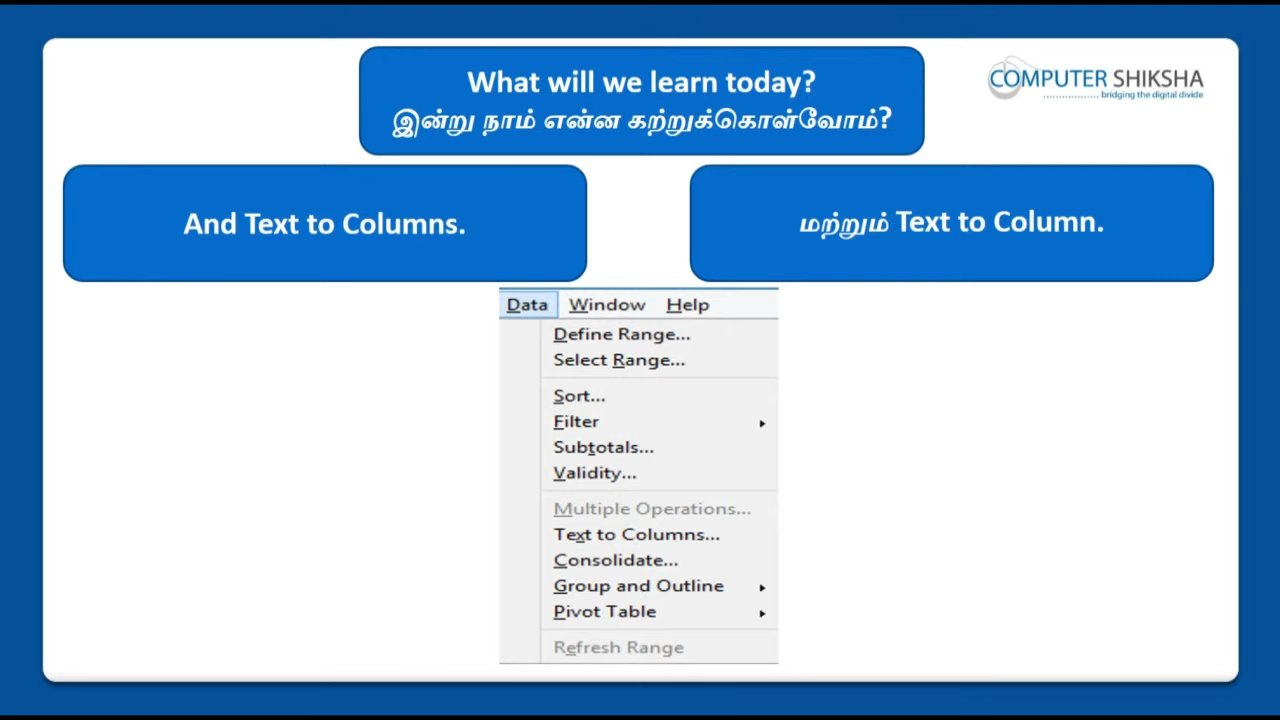 What will we learn today?
இன்று நாம் என்ன கற்றுக்கொள்வோம்?
COMPUTER SHIKSHA
bridging the digital divide
And Text to Columns.
மற்றும் Text to Column.
Data Window Help
Define Range...
Select Range...
Sort...
Filter
Subtotals...
Validity...
Multiple Operations...
Text to Columns...
Consolidate...
Group and Outline
Pivot Table
Refresh Range